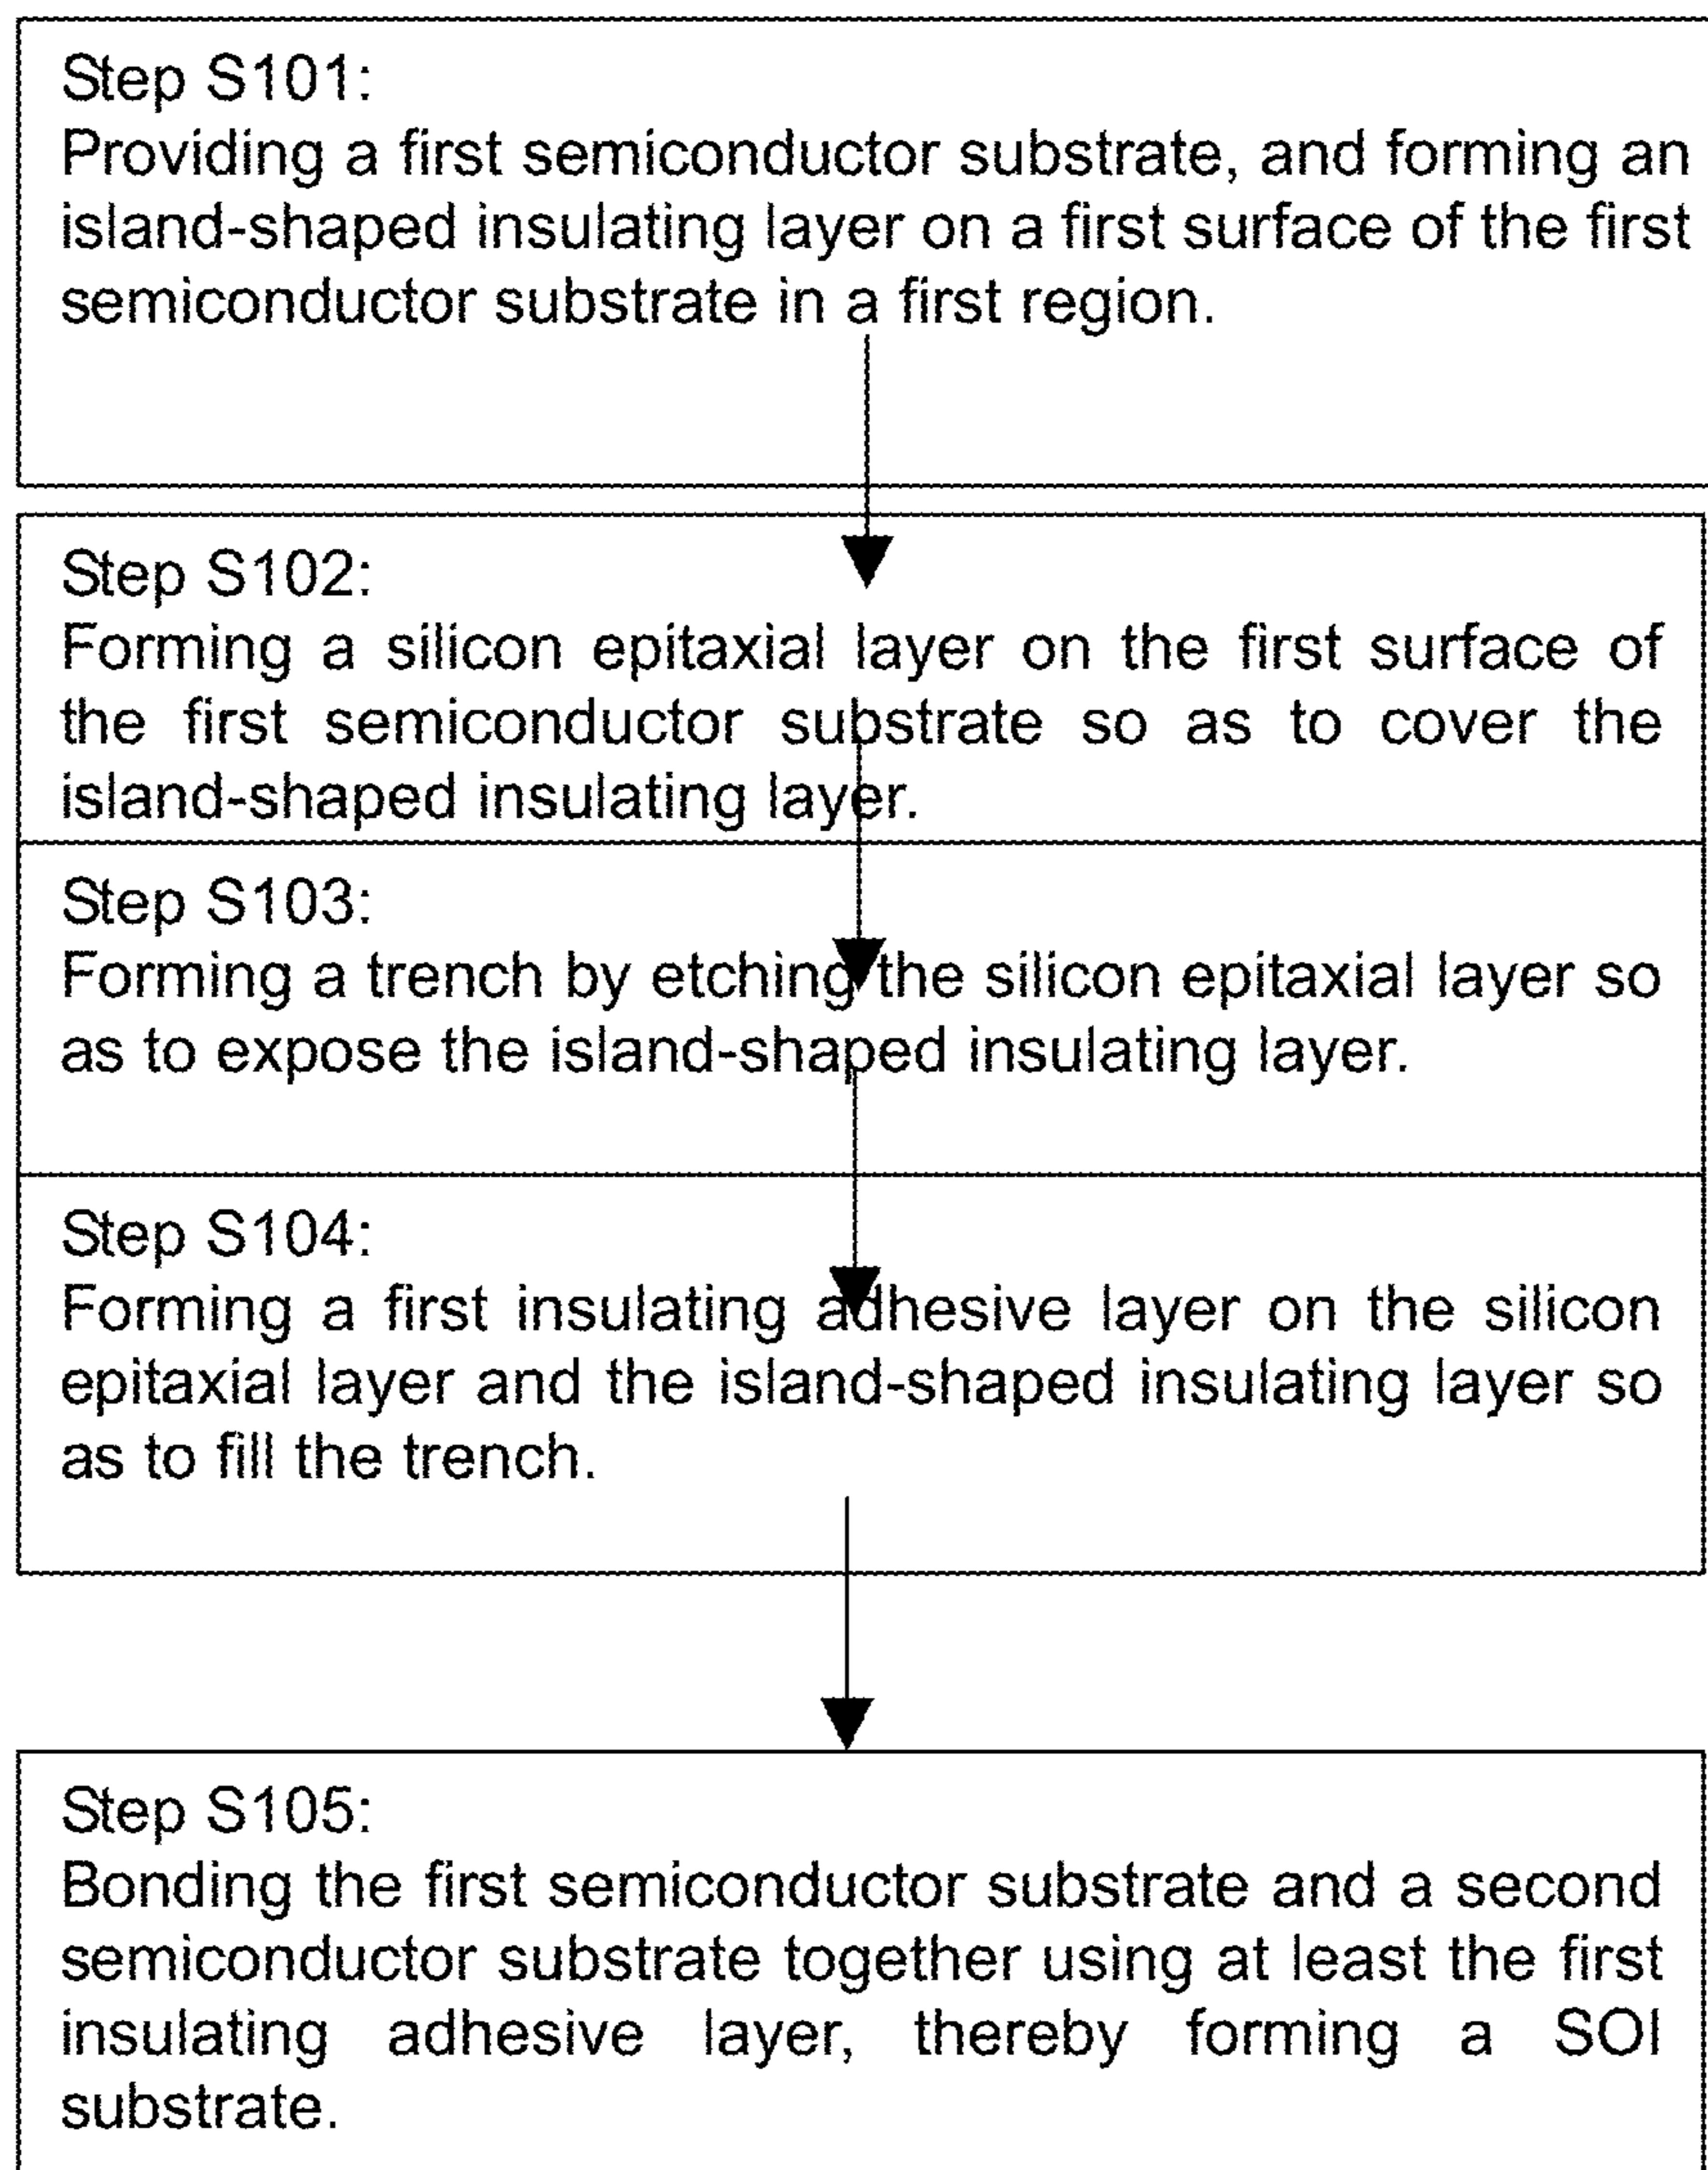 Step S101:
Providing a first semiconductor substrate, and forming an
island-shaped insulating layer on a first surface of the first
semiconductor substrate in a first region.
Step S102:
Forming a silicon epitaxial layer on the first surface of
the first semiconductor substrate so as to cover the
island-shaped insulating layer.
Step S103:
Forming a trench by etching the silicon epitaxial layer so
as to expose the island-shaped insulating layer.
Step S104:
Forming a first insulating adhesive layer on the silicon
epitaxial layer and the island-shaped insulating layer so
as to fill the trench.
Step S105:
Bonding the first semiconductor substrate and a second
semiconductor substrate together using at least the first
insulating adhesive layer, thereby forming a SOI
substrate.